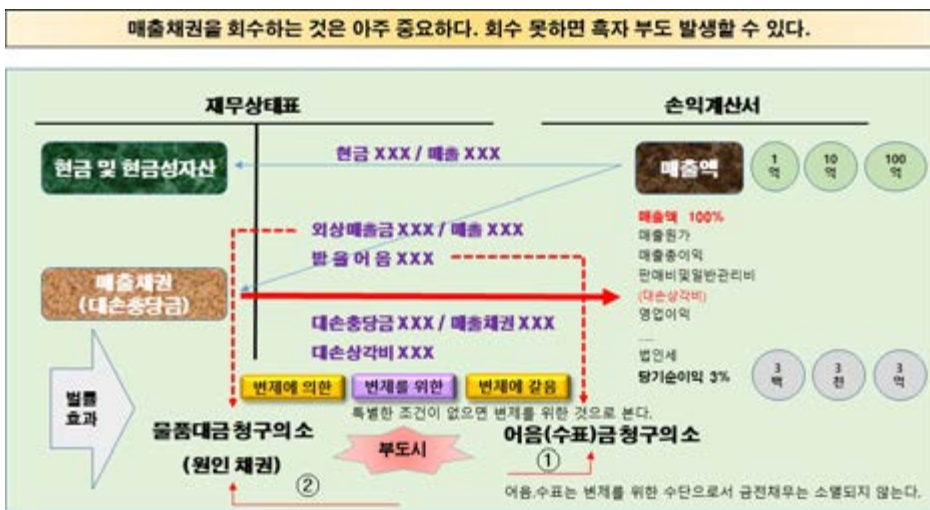 매출채권을 회수하는 것은 아주 중요하다. 회수 못하면 흑자 부도 발생할 수 있다.
재무상태표
손익계산서
현금 및 현금성자산
현금 XXX / 매출 XXX
매출액
1억
10억
100억
외상매출금 XXX / 매출 XXX
받을어음 XXX
매출액 100%
매출원가
매출총이익
판매비및일반관리비
(대손상각비)
영업이익
.....
법인세
당기순이익 3%
3백
3천
3억
매출채권
(대손충당금)
대손충당금 XXX / 매출채권 XXX
대손상각비 XXX
변제에 의한
변제를 위한
변제에 갈음
특별한 조건이 없으면 변제를 위한 것으로 본다.
법률
효과
물품대금청구의소
(원인 채권)
부도시
어음(수표)금청구의소
①
②
어음,수표는 변제를 위한 수단으로서 금전채무는 소멸되지 않는다.